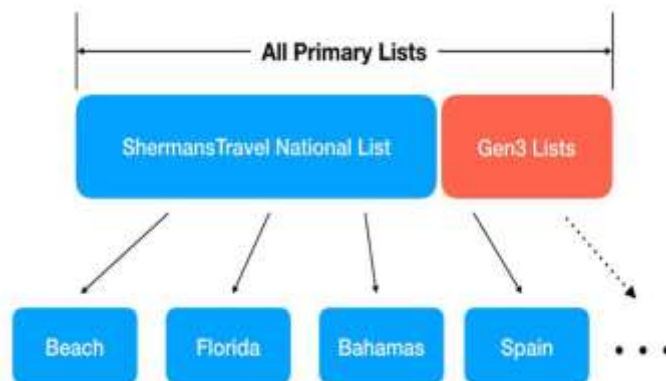 All Primary Lists
ShermansTravel National List
Gen3 Lists
Beach
Florida
Bahamas
Spain
• • •